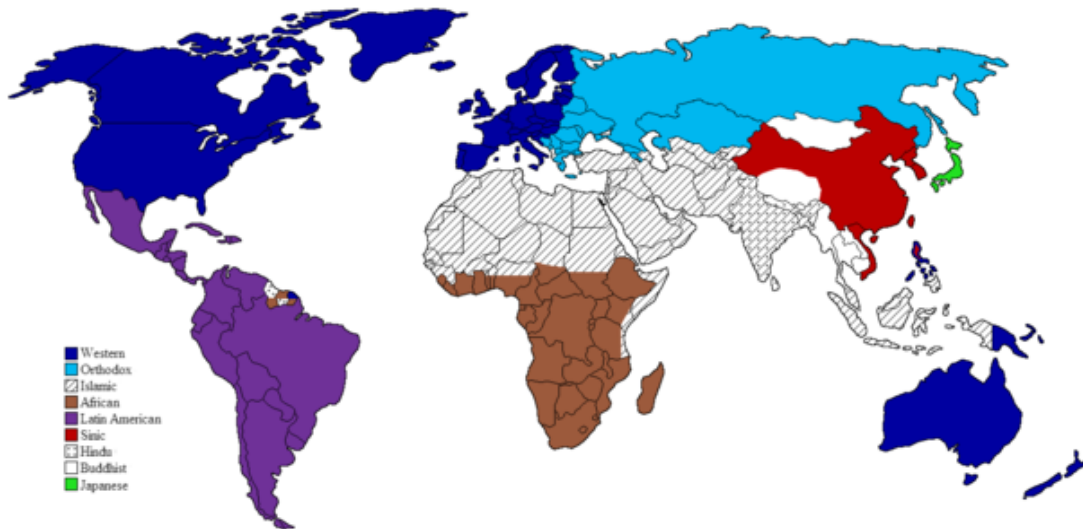 Western
Orthodox
Islamic
African
Latin American
Sinic
Hindu
Buddhist
Japanese